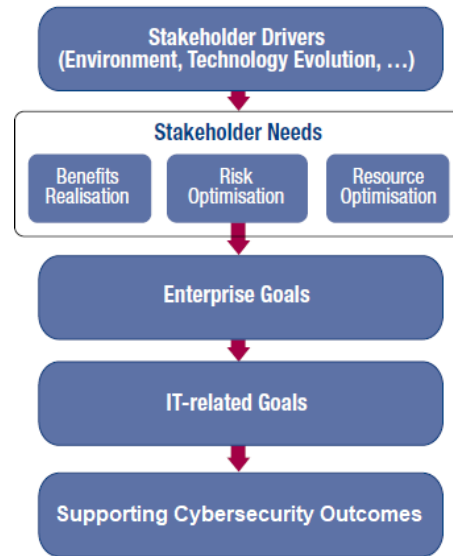 Stakeholder Drivers
(Environment, Technology Evolution, …)
Stakeholder Needs
Benefits
Realisation
Risk
Optimisation
Resource
Optimisation
Enterprise Goals
IT-related Goals
Supporting Cybersecurity Outcomes